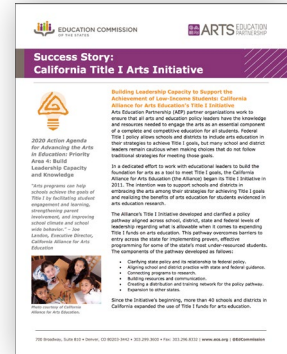 EDUCATION COMMISSION
OF THE STATES
ARTS EDUCATION
PARTNERSHIP
Success Story:
California Title I Arts Initiative
2020 Action Agenda
for Advancing the Arts
in Education: Priority
Area 4: Build
Leadership Capacity
and Knowledge
"Arts programs can help
schools achieve the goals of
Title I by facilitating student
engagement and learning,
strengthening parent
involvement, and improving
school climate and school
wide behavior." – Joe
Landon, Executive Director,
California Alliance for Arts
Education
Photo courtesy of California
Alliance for Arts Education.
Building Leadership Capacity to Support the
Achievement of Low-Income Students: California
Alliance for Arts Education's Title I Initiative
Arts Education Partnership (AEP) partner organizations work to
ensure that all arts and education policy leaders have the knowledge
and resources needed to engage the arts as an essential component
of a complete and competitive education for all students. Federal
Title I policy allows schools and districts to include arts education in
their strategies to achieve Title I goals, but many school and district
leaders remain cautious when making choices that do not follow
traditional strategies for meeting those goals.
In a dedicated effort to work with educational leaders to build the
foundation for arts as a tool to meet Title I goals, the California
Alliance for Arts Education (the Alliance) began its Title I Initiative in
2011. The intention was to support schools and districts in
embracing the arts among their strategies for achieving Title I goals
and realizing the benefits of arts education for students evidenced in
arts education research.
The Alliance's Title I Initiative developed and clarified a policy
pathway aligned across school, district, state and federal levels of
leadership regarding what is allowable when it comes to expending
Title I funds on arts education. This pathway overcomes barriers to
entry across the state for implementing proven, effective
programming for some of the state's most under-resourced students.
The components of the pathway developed as follows:
• Clarifying state policy and its relationship to federal policy.
• Aligning school and district practice with state and federal guidance.
• Connecting programs to research.
• Building resources and communication.
• Creating a distribution and training network for the policy pathway.
• Expansion to other states.
Since the Initiative's beginning, more than 40 schools and districts in
California expanded the use of Title I funds for arts education.
700 Broadway, Suite 810 • Denver, CO 80203-3442 • 303.299.3600 • Fax: 303.296.8332 | www.ecs.org | @EdCommission